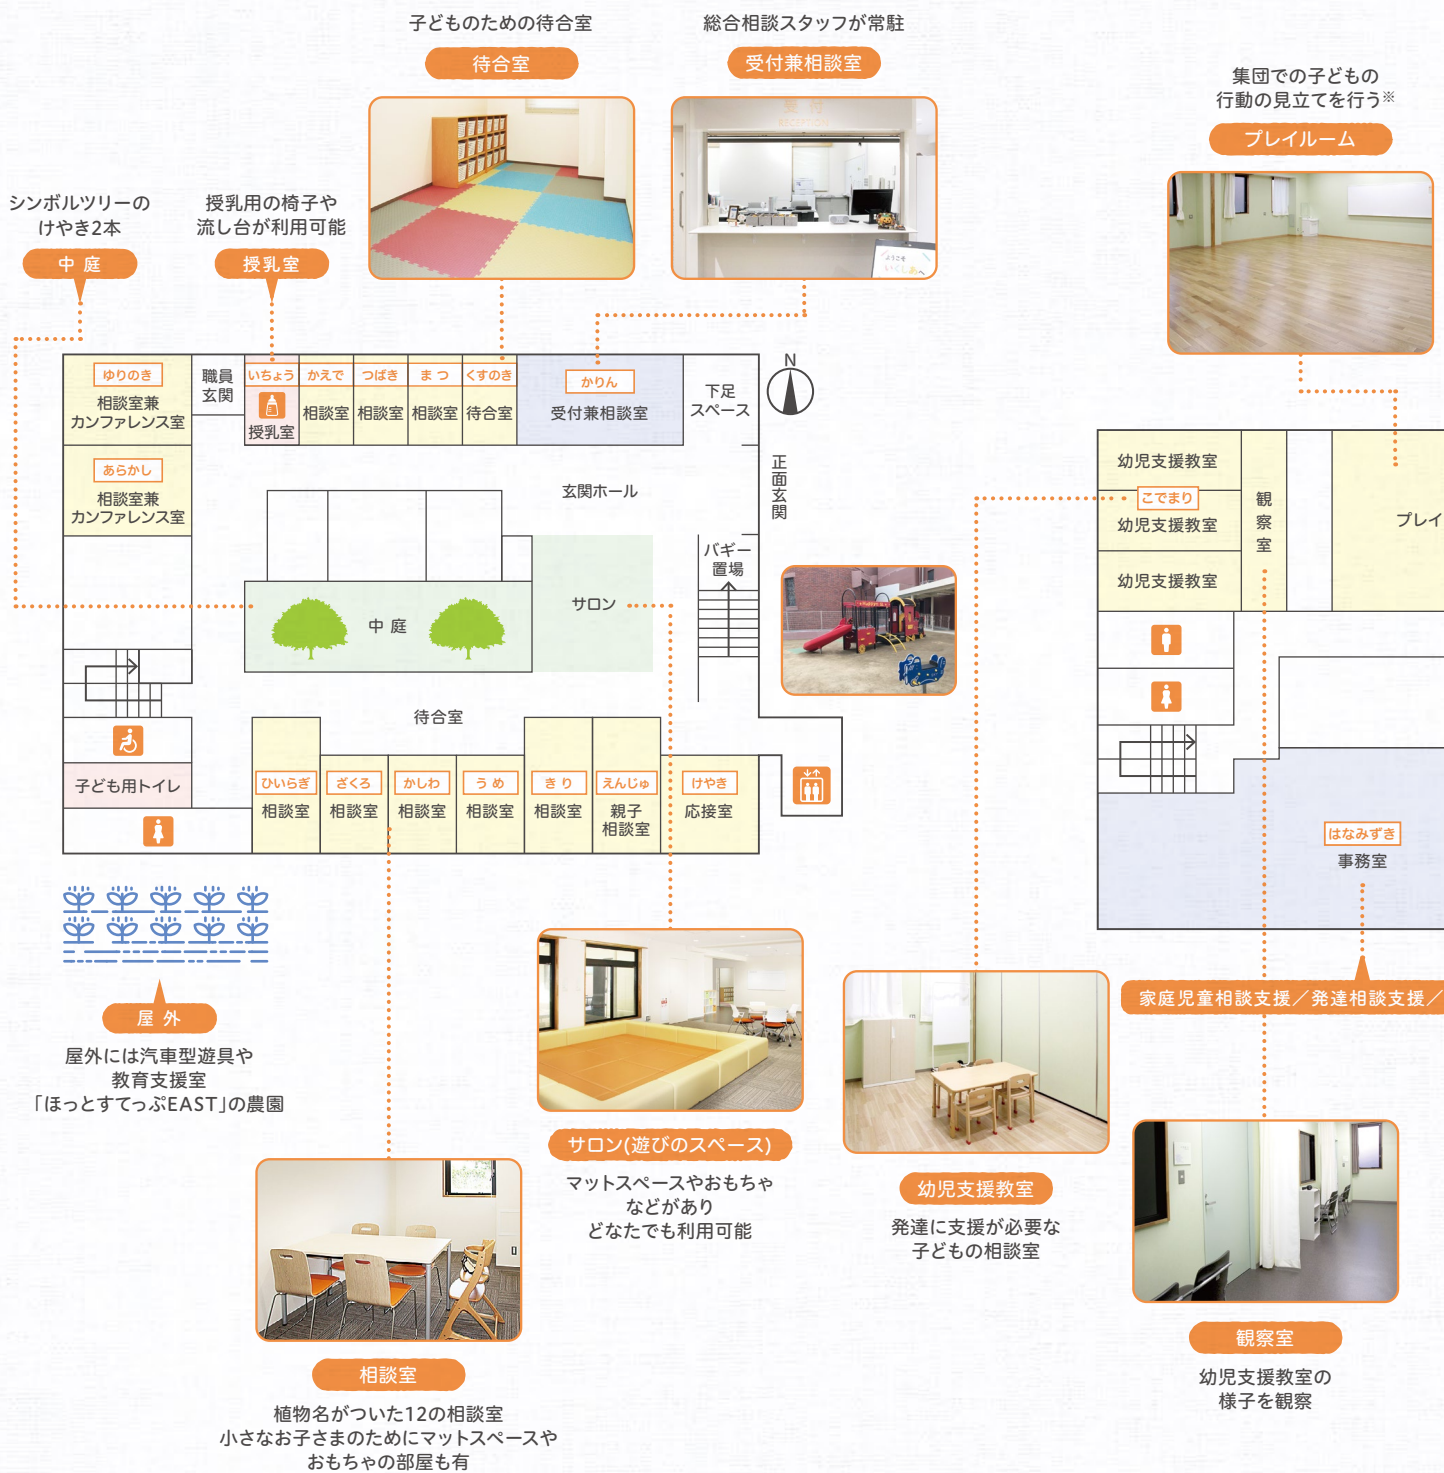 子どものための待合室
待合室
総合相談スタッフが常駐
受付兼相談室
受付
RECEPTION
ようこそ
いくしあへ
集団での子どもの
行動の見立てを行う※
プレイルーム
シンボルツリーの
けやき2本
中庭
授乳用の椅子や
流し台が利用可能
授乳室
ゆりのき
相談室兼
カンファレンス室
職員
玄関
いちょう
授乳室
かえで
相談室
つばき
相談室
まつ
相談室
くすのき
待合室
かりん
受付兼相談室
下足
スペース
N
あらかし
相談室兼
カンファレンス室
玄関ホール
正面玄関
バギー
置場
サロン
中庭
待合室
子ども用トイレ
ひいらぎ
相談室
ざくろ
相談室
かしわ
相談室
うめ
相談室
きり
相談室
えんじゅ
親子
相談室
けやき
応接室
幼児支援教室
こでまり
幼児支援教室
幼児支援教室
観察室
プレイ
はなみずき
事務室
家庭児童相談支援／発達相談支援／
屋外
屋外には汽車型遊具や
教育支援室
「ほっとすてっぷEAST」の農園
サロン(遊びのスペース)
マットスペースやおもちゃ
などがあり
どなたでも利用可能
幼児支援教室
発達に支援が必要な
子どもの相談室
観察室
幼児支援教室の
様子を観察
相談室
植物名がついた12の相談室
小さなお子さまのためにマットスペースや
おもちゃの部屋も有